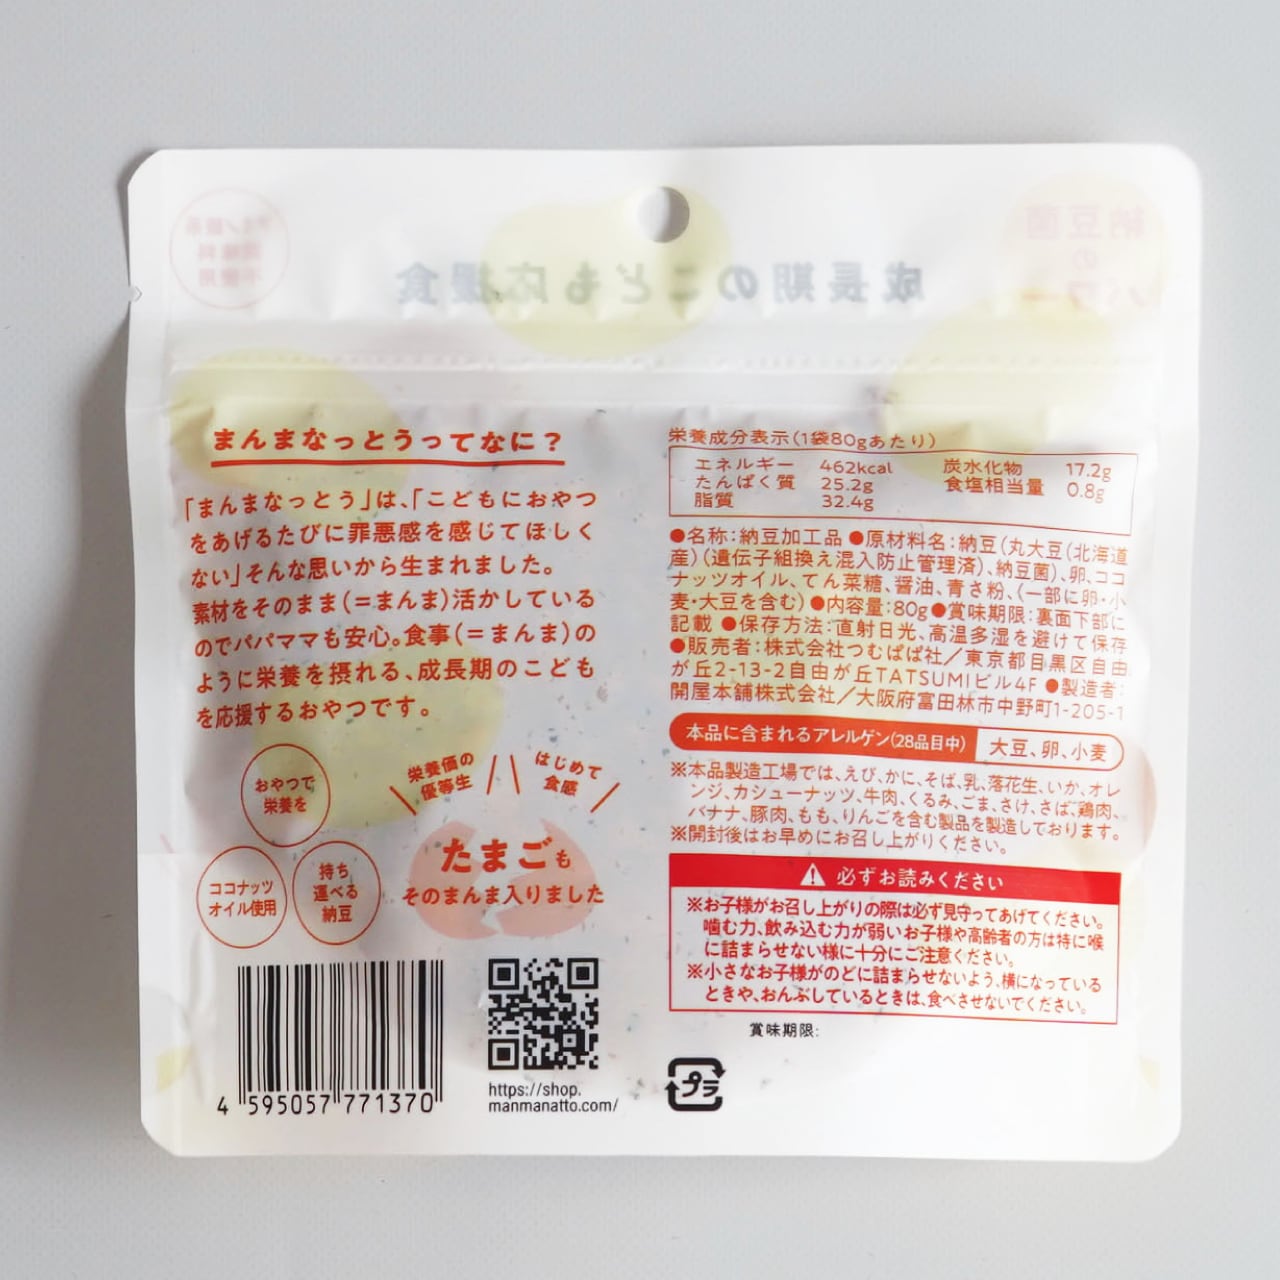 アミノ酸系
調味料
不使用
成長期のこども応援食
納豆菌
の
パワー
まんまなっとうってなに？
「まんまなっとう」は、「こどもにおやつ
をあげるたびに罪悪感を感じてほしく
ない」そんな思いから生まれました。
素材をそのまま(＝まんま)活かしている
のでパパママも安心。食事(＝まんま)の
ように栄養を摂れる、成長期のこども
を応援するおやつです。
おやつで
栄養を
ココナッツ
オイル使用
持ち
運べる
納豆
栄養価の
優等生
はじめて
食感
たまごも
そのまんま入りました
4 595057 771370
https://shop.
manmanatto.com/
栄養成分表示(1袋80gあたり)
エネルギー 462kcal 炭水化物 17.2g
たんぱく質 25.2g 食塩相当量 0.8g
脂質 32.4g
●名称：納豆加工品 ●原材料名：納豆(丸大豆(北海道
産)(遺伝子組換え混入防止管理済)、納豆菌)、卵、ココ
ナッツオイル、てん菜糖、醤油、青さ粉、(一部に卵・小
麦・大豆を含む) ●内容量：80g ●賞味期限：裏面下部に
記載 ●保存方法：直射日光、高温多湿を避けて保存
●販売者：株式会社つむぱぱ社／東京都目黒区自由
が丘2-13-2自由が丘TATSUMIビル4F ●製造者：
開屋本舗株式会社／大阪府富田林市中野町1-205-1
本品に含まれるアレルゲン(28品目中) 大豆、卵、小麦
※本品製造工場では、えび、かに、そば、乳、落花生、いか、オレ
ンジ、カシューナッツ、牛肉、くるみ、ごま、さけ、さば、鶏肉、
バナナ、豚肉、もも、りんごを含む製品を製造しております。
※開封後はお早めにお召し上がりください。
必ずお読みください
※お子様がお召し上がりの際は必ず見守ってあげてください。
噛む力、飲み込む力が弱いお子様や高齢者の方は特に喉
に詰まらせない様に十分にご注意ください。
※小さなお子様がのどに詰まらせないよう、横になっている
ときや、おんぶしているときは、食べさせないでください。
賞味期限：
プラ